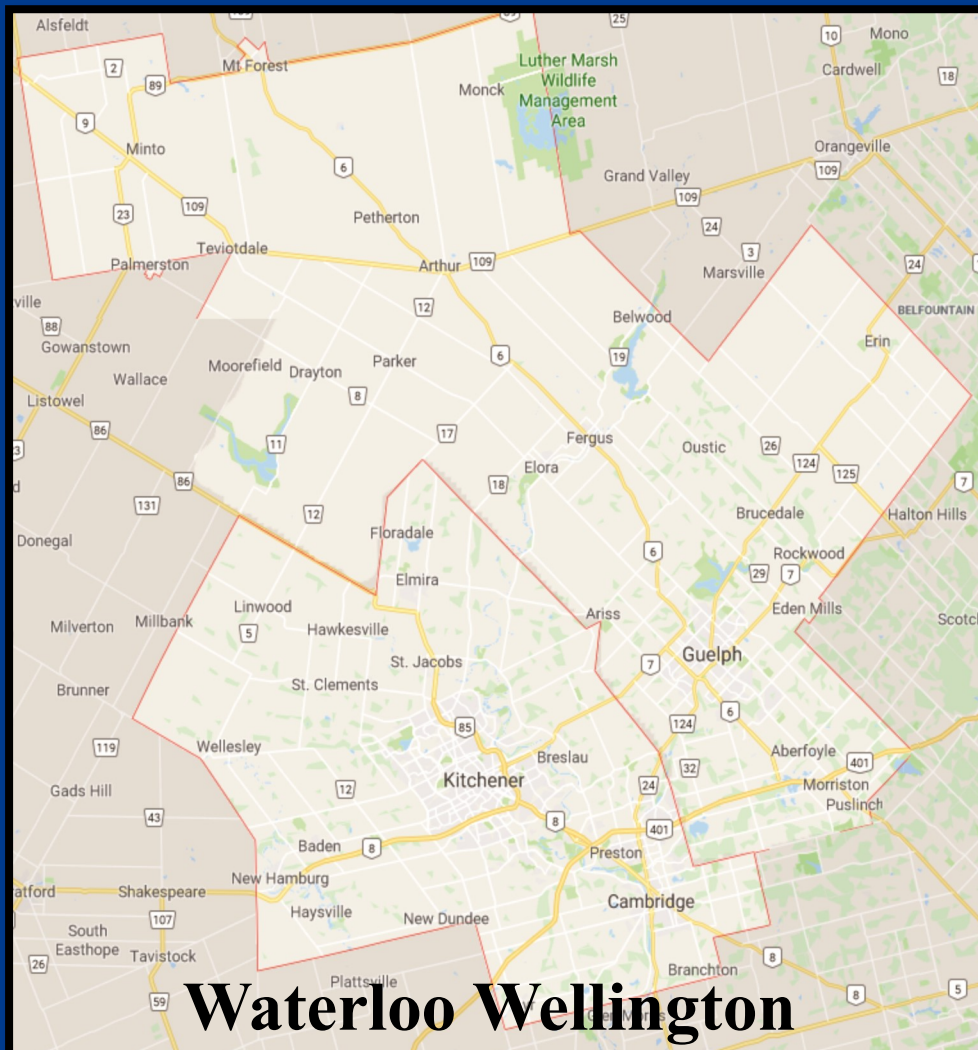 Alsfeldt
89
25
10
Mono
Luther Marsh
Wildlife
Management
Area
Mt Forest
2
89
Monck
Cardwell
18
9
Minto
Orangeville
6
109
Grand Valley
109
23
109
Petherton
24
Teviotdale
3
Palmerston
Arthur
109
Marsville
24
ville
12
Belwood
BELFOUNTAIN
88
Gowanstown
6
19
Erin
Wallace
Moorefield
Drayton
Parker
8
Listowel
86
11
17
Fergus
Oustic
26
Elora
124
125
86
18
7
131
12
Brucedale
Halton Hills
Donegal
Floradale
6
Rockwood
29
7
Elmira
Linwood
5
Hawkesville
Ariss
Eden Mills
Milverton
Millbank
St. Jacobs
7
Guelph
Brunner
St. Clements
6
85
124
119
Wellesley
Breslau
32
Aberfoyle
401
Gads Hill
12
Kitchener
24
Morriston
Puslinch
43
8
401
Baden
8
Preston
New Hamburg
atford
Shakespeare
Cambridge
107
Haysville
New Dundee
South
Easthope
Tavistock
26
8
Branchton
Plattsville
59
8
5
Waterloo Wellington